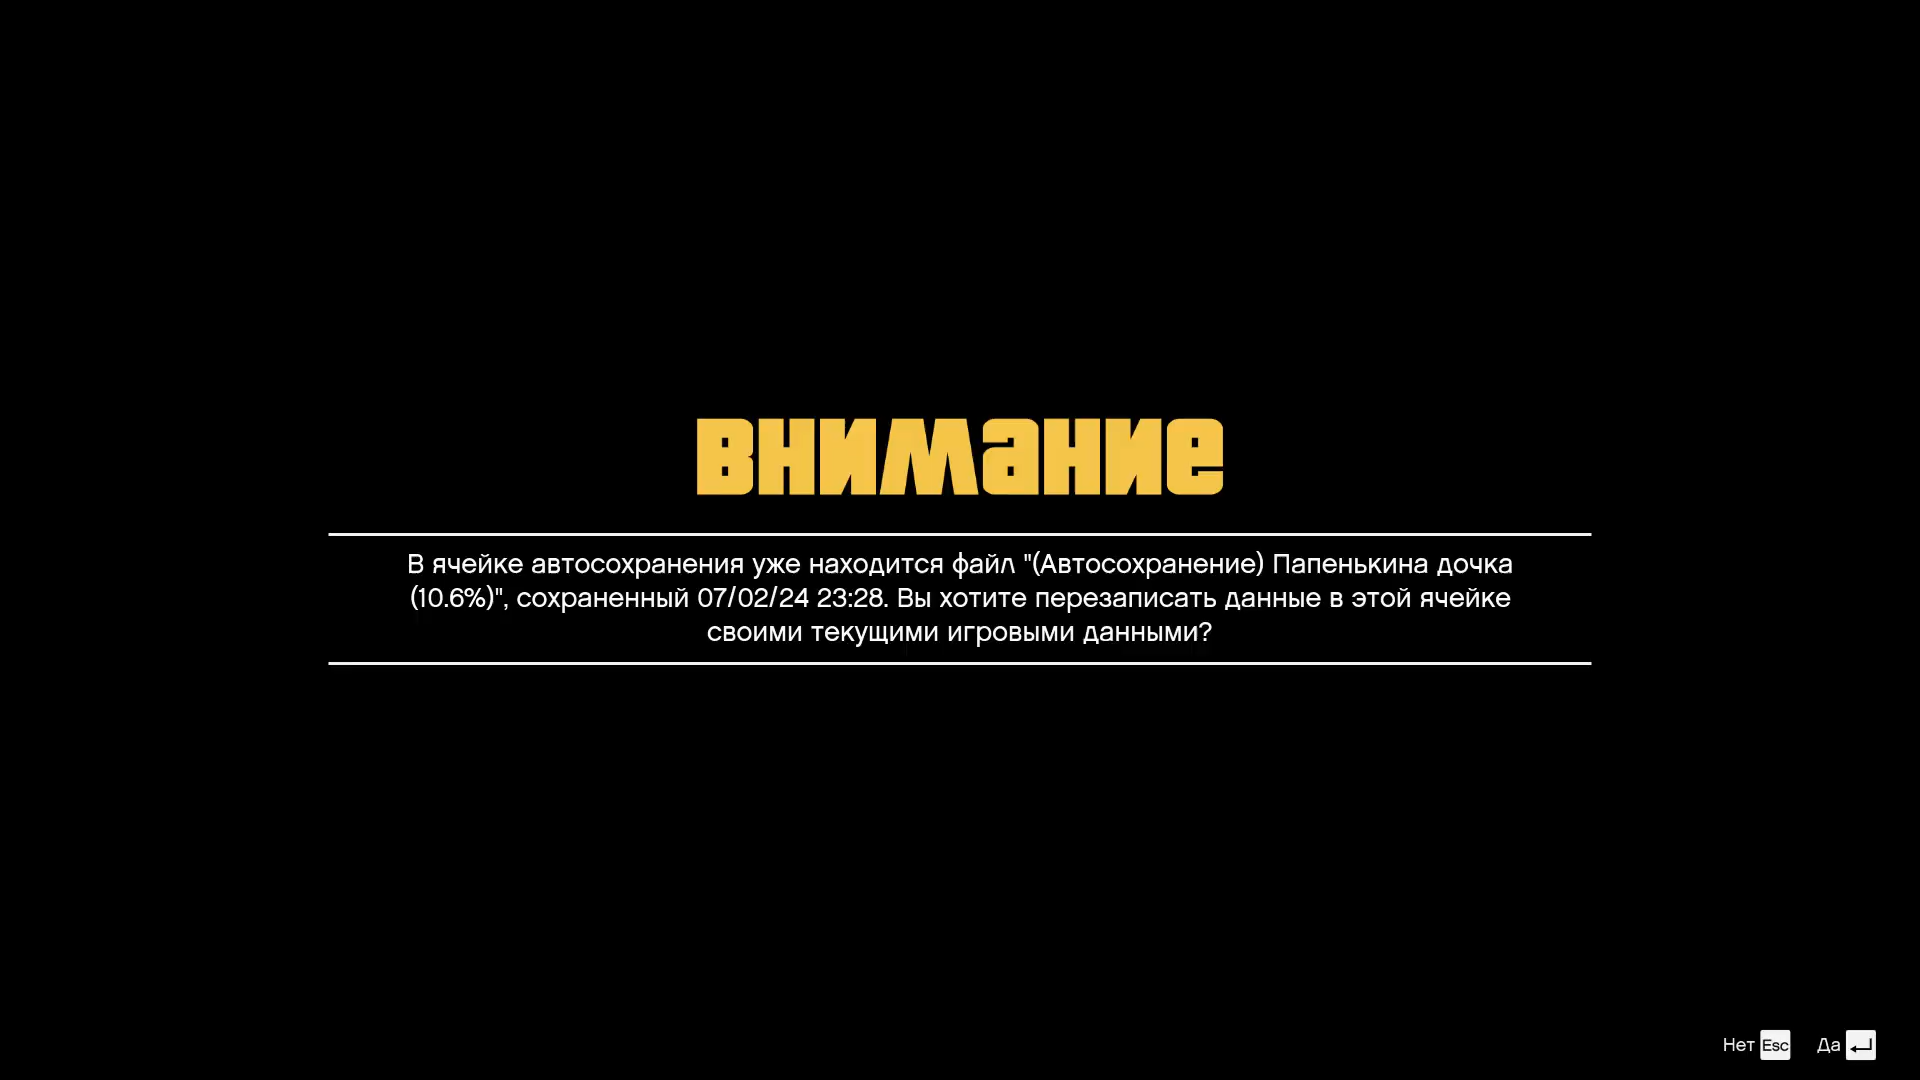 внимание
В ячейке автосохранения уже находится файл "(Автосохранение) Папенькина дочка
(10.6%)", сохраненный 07/02/24 23:28. Вы хотите перезаписать данные в этой ячейке
своими текущими игровыми данными?
Нет Esc Да